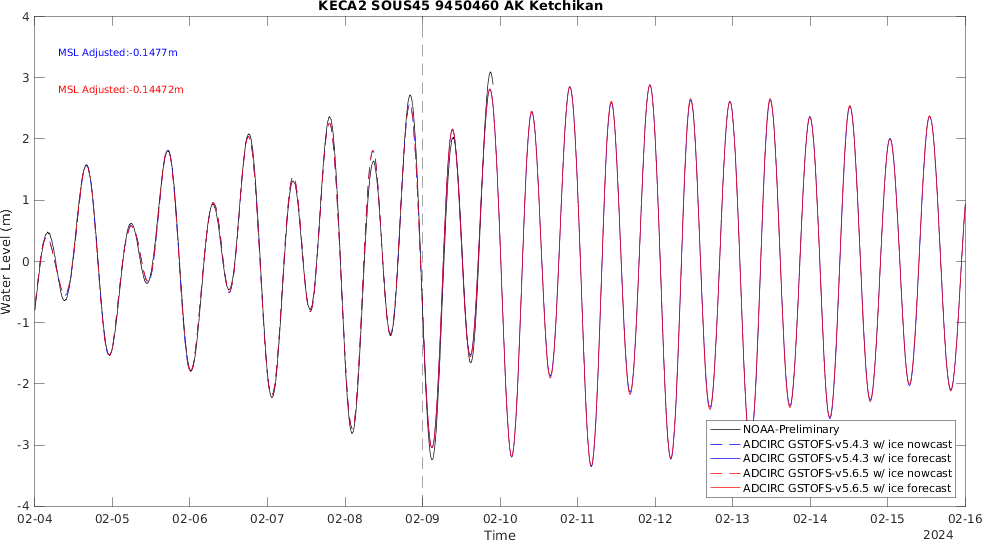 KECA2 SOUS45 9450460 AK Ketchikan
MSL Adjusted:-0.1477m
MSL Adjusted:-0.14472m
4
3
2
1
0
-1
-2
-3
-4
Water Level (m)
NOAA-Preliminary
ADCIRC GSTOFS-v5.4.3 w/ ice nowcast
ADCIRC GSTOFS-v5.4.3 w/ ice forecast
ADCIRC GSTOFS-v5.6.5 w/ ice nowcast
ADCIRC GSTOFS-v5.6.5 w/ ice forecast
02-04 02-05 02-06 02-07 02-08 02-09 02-10 02-11 02-12 02-13 02-14 02-15 02-16
Time
2024